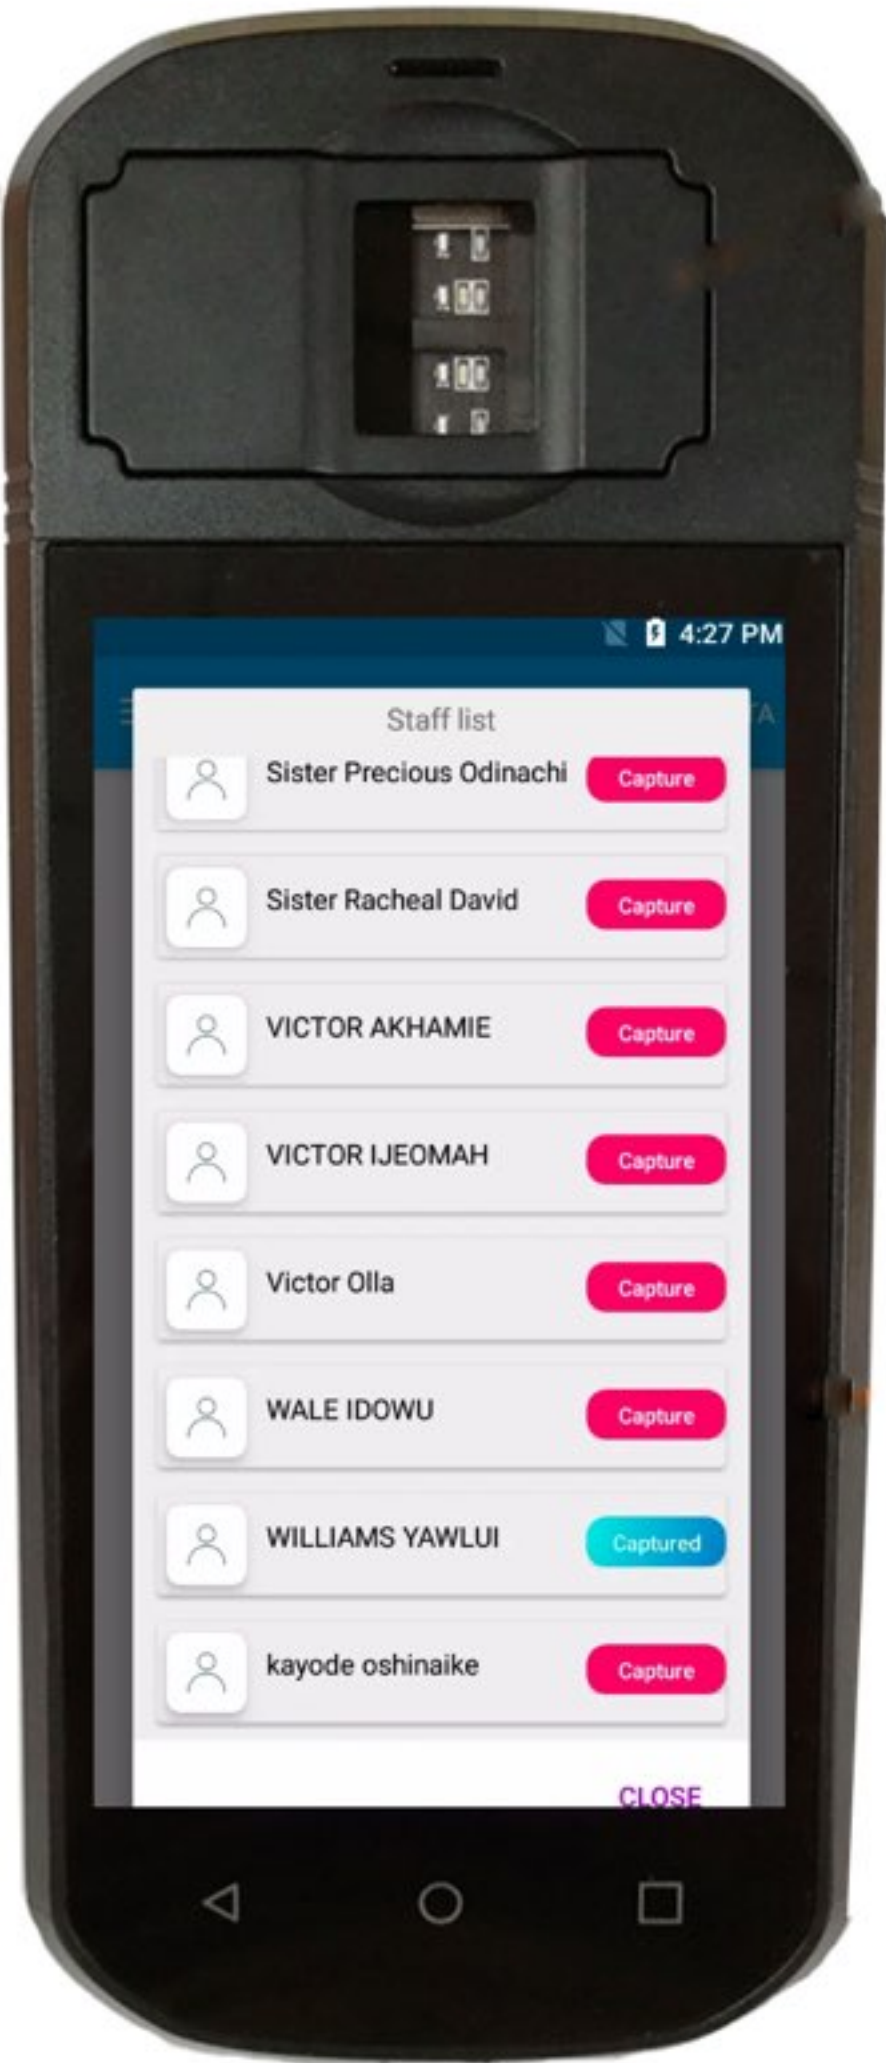 4:27 PM
TA
Staff list
Sister Precious Odinachi Capture
Sister Racheal David Capture
VICTOR AKHAMIE Capture
VICTOR IJEOMAH Capture
Victor Olla Capture
WALE IDOWU Capture
WILLIAMS YAWLUI Captured
kayode oshinaike Capture
CLOSE